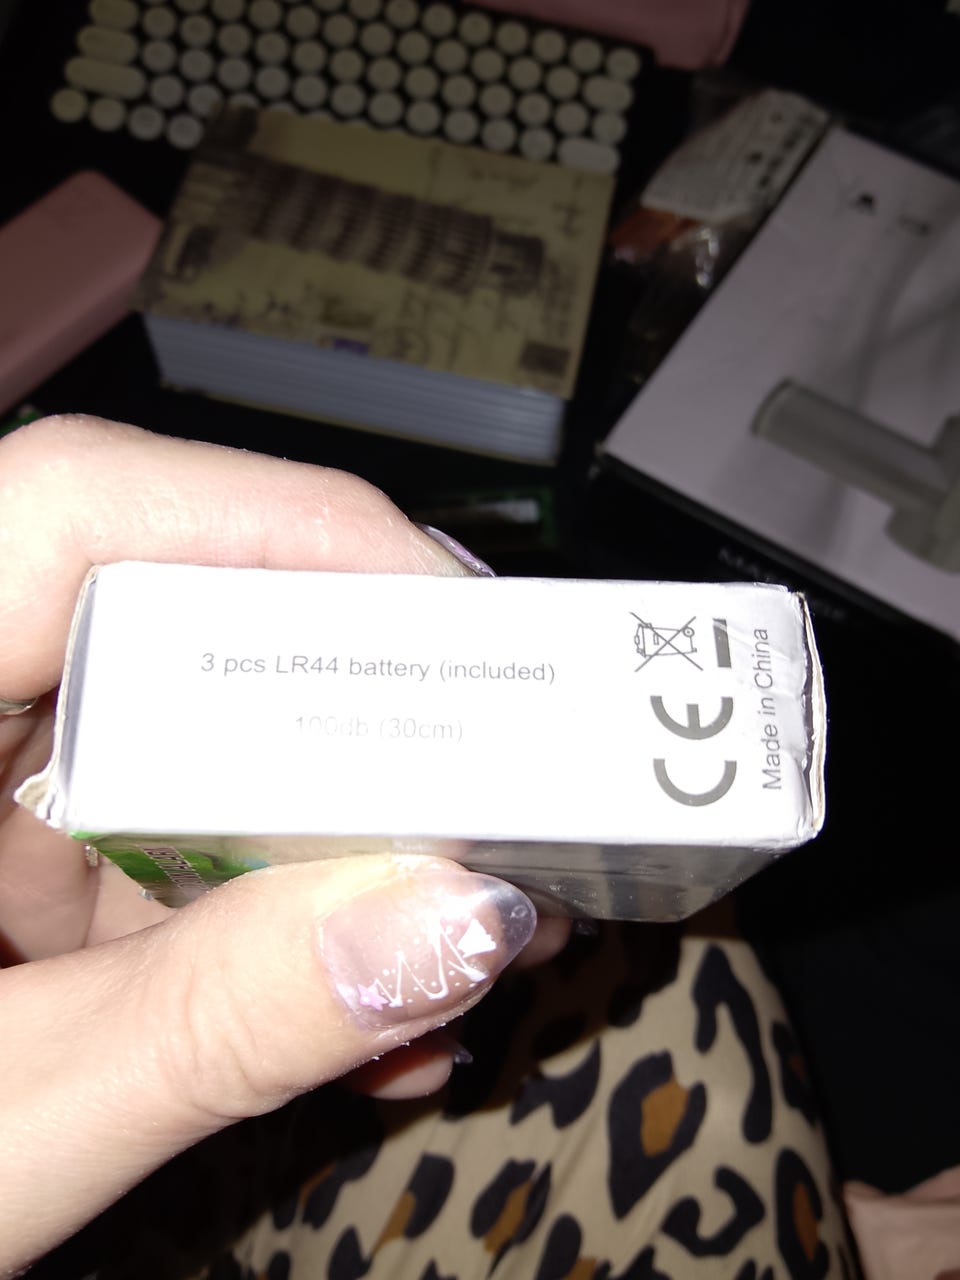 3 pcs LR44 battery (included)
100db (30cm)
CE
Made in China